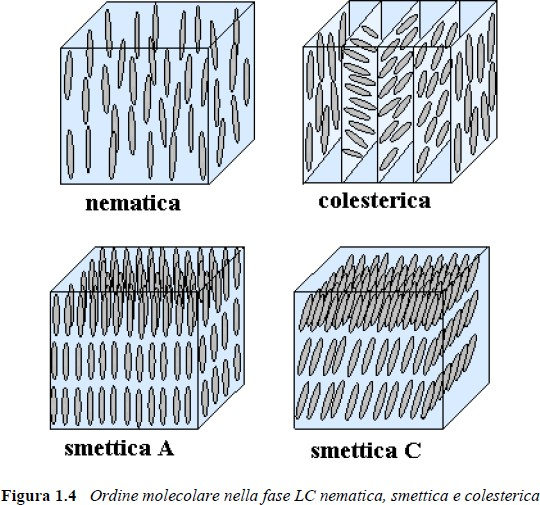 nematica
colesterica
smettica A
smettica C
Figura 1.4 Ordine molecolare nella fase LC nematica, smettica e colesterica